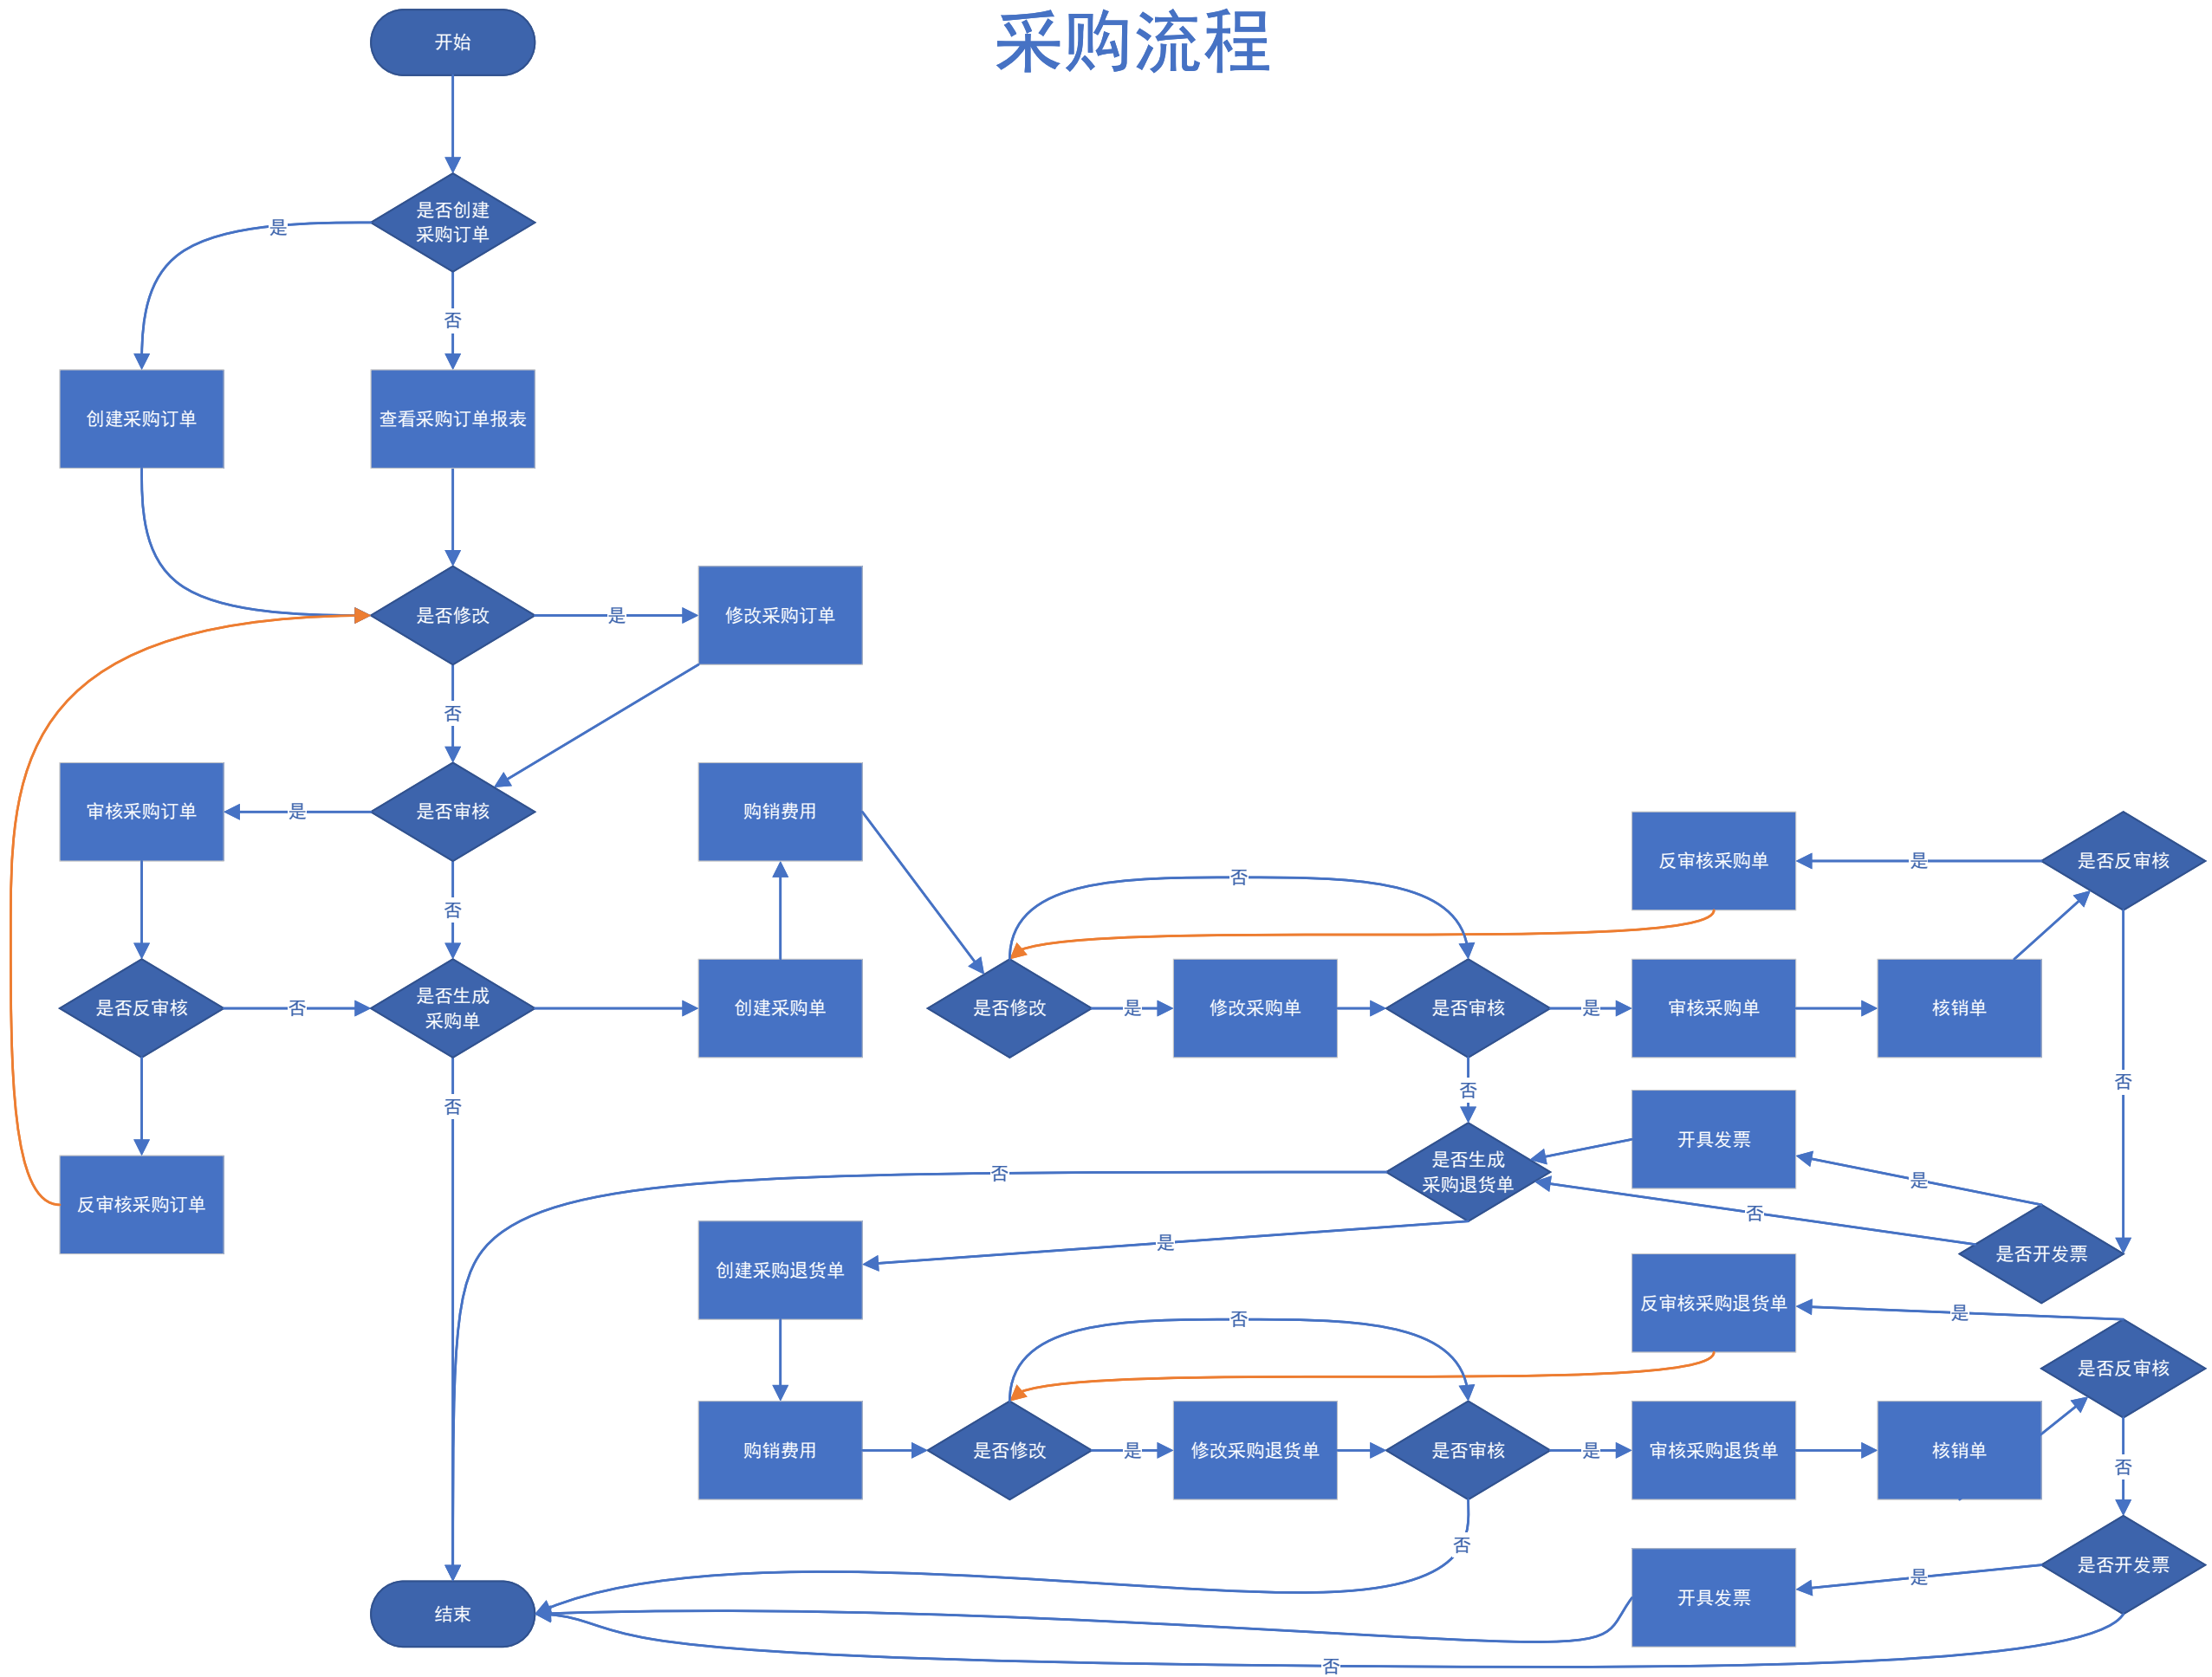 采购流程
开始
是否创建
采购订单
是
否
创建采购订单
查看采购订单报表
是否修改
是
修改采购订单
否
审核采购订单
是
是否审核
购销费用
否
反审核采购单
是
是否反审核
否
是否反审核
否
是否生成
采购单
创建采购单
是否修改
是
修改采购单
是否审核
是
审核采购单
核销单
否
否
否
开具发票
是否生成
采购退货单
否
是
反审核采购订单
否
是
创建采购退货单
是否开发票
反审核采购退货单
是
否
是否反审核
购销费用
是否修改
是
修改采购退货单
是否审核
是
审核采购退货单
核销单
否
否
是否开发票
是
开具发票
结束
否